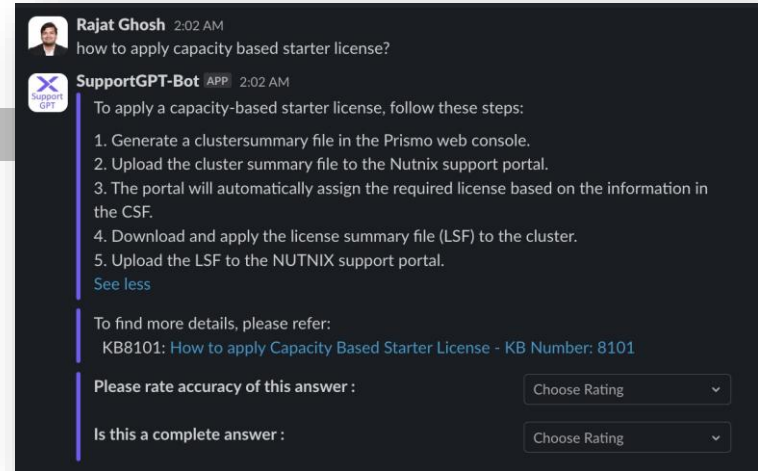 Rajat Ghosh 2:02 AM
how to apply capacity based starter license?
Support
GPT
SupportGPT-Bot APP 2:02 AM
To apply a capacity-based starter license, follow these steps:
1. Generate a clustersummary file in the Prismo web console.
2. Upload the cluster summary file to the Nutnix support portal.
3. The portal will automatically assign the required license based on the information in
the CSF.
4. Download and apply the license summary file (LSF) to the cluster.
5. Upload the LSF to the NUTNIX support portal.
See less
To find more details, please refer:
KB8101: How to apply Capacity Based Starter License - KB Number: 8101
Please rate accuracy of this answer : Choose Rating
Is this a complete answer : Choose Rating